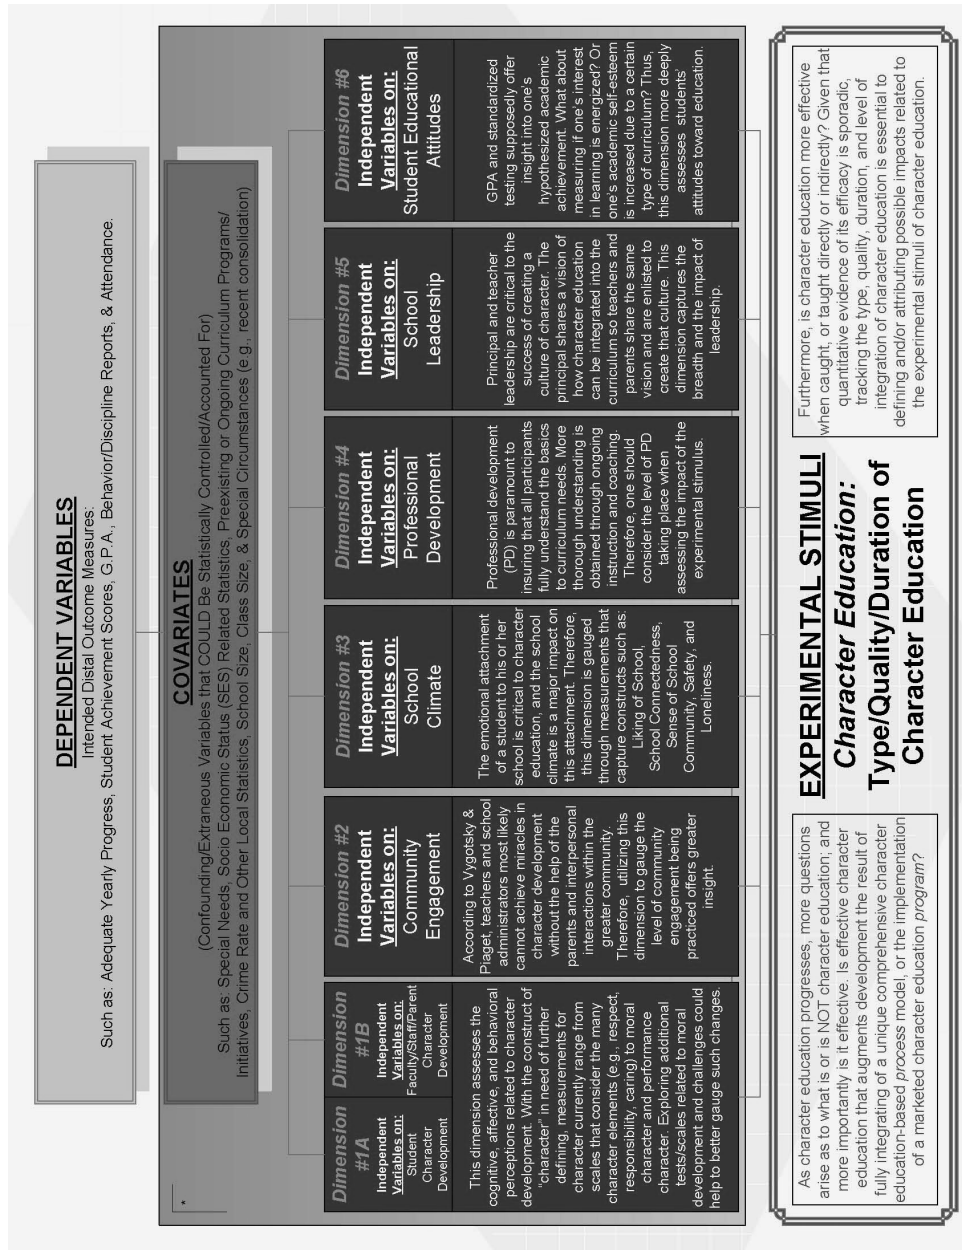 DEPENDENT VARIABLES
Intended Distal Outcome Measures:
Such as: Adequate Yearly Progress, Student Achievement Scores, G.P.A., Behavior/Discipline Reports, & Attendance.
COVARIATES
(Confounding/Extraneous Variables that COULD Be Statistically Controlled/Accounted For)
Such as: Special Needs, Socio Economic Status (SES) Related Statistics, Preexisting or Ongoing Curriculum Programs/
Initiatives, Crime Rate and Other Local Statistics, School Size, Class Size, & Special Circumstances (e.g., recent consolidation)
*
Dimension
#1A
Independent
Variables on:
Student
Character
Development
Dimension
#1B
Independent
Variables on:
Faculty/Staff/Parent
Character
Development
This dimension assesses the
cognitive, affective, and behavioral
perceptions related to character
development. With the construct of
“character” in need of further
defining, measurements for
character currently range from
scales that consider the many
character elements (e.g., respect,
responsibility, caring) to moral
character and performance
character. Exploring additional
tests/scales related to moral
development and challenges could
help to better gauge such changes.
Dimension #2
Independent
Variables on:
Community
Engagement
According to Vygotsky &
Piaget, teachers and school
administrators most likely
cannot achieve miracles in
character development
without the help of the
parents and interpersonal
interactions within the
greater community.
Therefore, utilizing this
dimension to gauge the
level of community
engagement being
practiced offers greater
insight.
Dimension #3
Independent
Variables on:
School
Climate
The emotional attachment
of a student to his or her
school is critical to character
education, and the school
climate is a major impact on
this attachment. Therefore,
this dimension is gauged
through measurements that
capture constructs such as:
Liking of School,
School Connectedness,
Sense of School
Community, Safety, and
Loneliness.
Dimension #4
Independent
Variables on:
Professional
Development
Professional development
(PD) is paramount to
insuring that all participants
fully understand the basics
to curriculum needs. More
thorough understanding is
obtained through ongoing
instruction and coaching.
Therefore, one should
consider the level of PD
taking place when
assessing the impact of the
experimental stimulus.
Dimension #5
Independent
Variables on:
School
Leadership
Principal and teacher
leadership are critical to the
success of creating a
culture of character. The
principal shares a vision of
how character education
can be integrated into the
curriculum so teachers and
parents share the same
vision and are enlisted to
create that culture. This
dimension captures the
breadth and the impact of
leadership.
Dimension #6
Independent
Variables on:
Student Educational
Attitudes
GPA and standardized
testing supposedly offer
insight into one’s
hypothesized academic
achievement. What about
measuring if one’s interest
in learning is energized? Or
one’s academic self-esteem
is increased due to a certain
type of curriculum? Thus,
this dimension more deeply
assesses students’
attitudes toward education.
As character education progresses, more questions
arise as to what is or is NOT character education; and
more importantly is it effective. Is effective character
education that augments development the result of
fully integrating of a unique comprehensive character
education-based process model, or the implementation
of a marketed character education program?
EXPERIMENTAL STIMULI
Character Education:
Type/Quality/Duration of
Character Education
Furthermore, is character education more effective
when caught, or taught directly or indirectly? Given that
quantitative evidence of its efficacy is sporadic,
tracking the type, quality, duration, and level of
integration of character education is essential to
defining and/or attributing possible impacts related to
the experimental stimuli of character education.